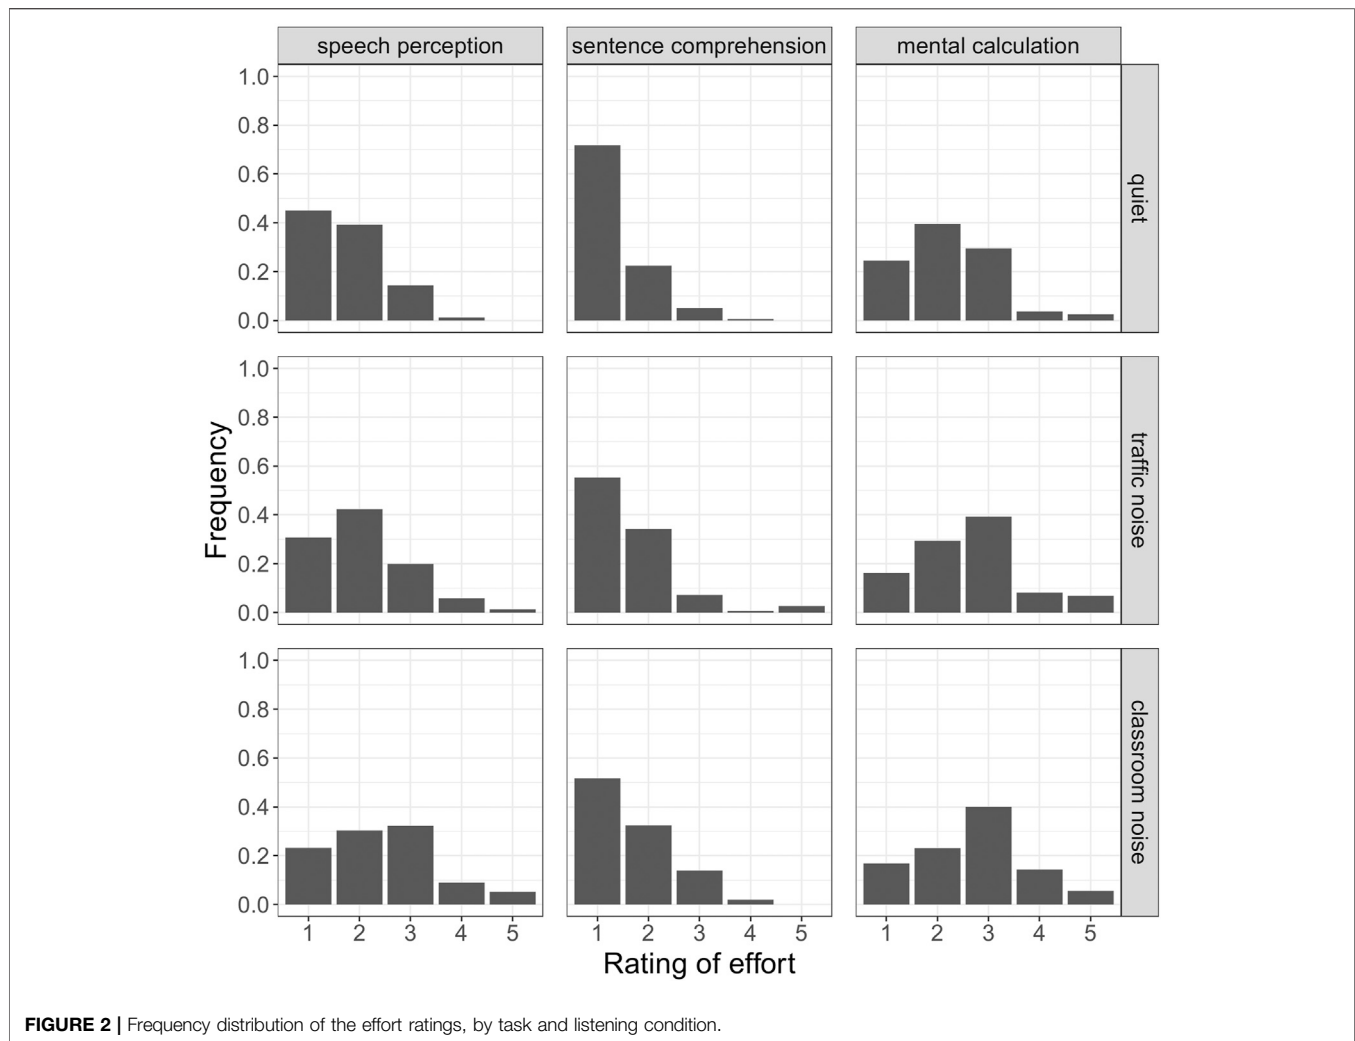 speech perception
sentence comprehension
mental calculation
1.0
0.8
0.6
0.4
0.2
0.0
quiet
Frequency
1.0
0.8
0.6
0.4
0.2
0.0
traffic noise
1.0
0.8
0.6
0.4
0.2
0.0
classroom noise
1 2 3 4 5
1 2 3 4 5
1 2 3 4 5
Rating of effort
FIGURE 2 | Frequency distribution of the effort ratings, by task and listening condition.